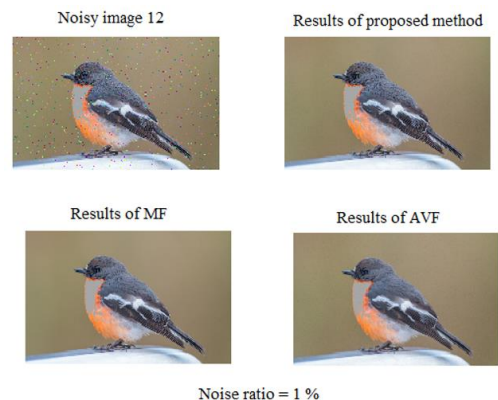 Noisy image 12
Results of proposed method
Results of MF
Results of AVF
Noise ratio = 1 %